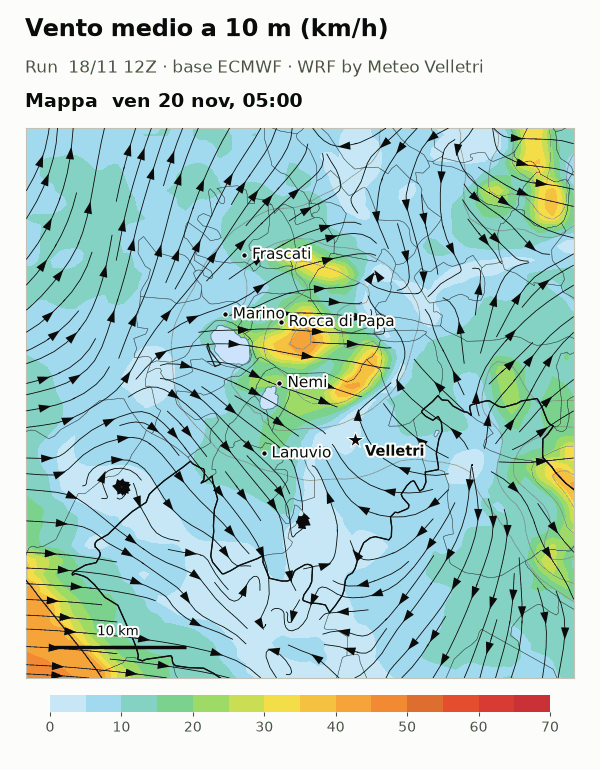 Vento medio a 10 m (km/h)
Run  18/11 12Z · base ECMWF · WRF by Meteo Velletri
Mappa  ven 20 nov, 05:00
Frascati
Marino
Rocca di Papa
Nemi
Velletri
Lanuvio
10 km
0 10 20 30 40 50 60 70